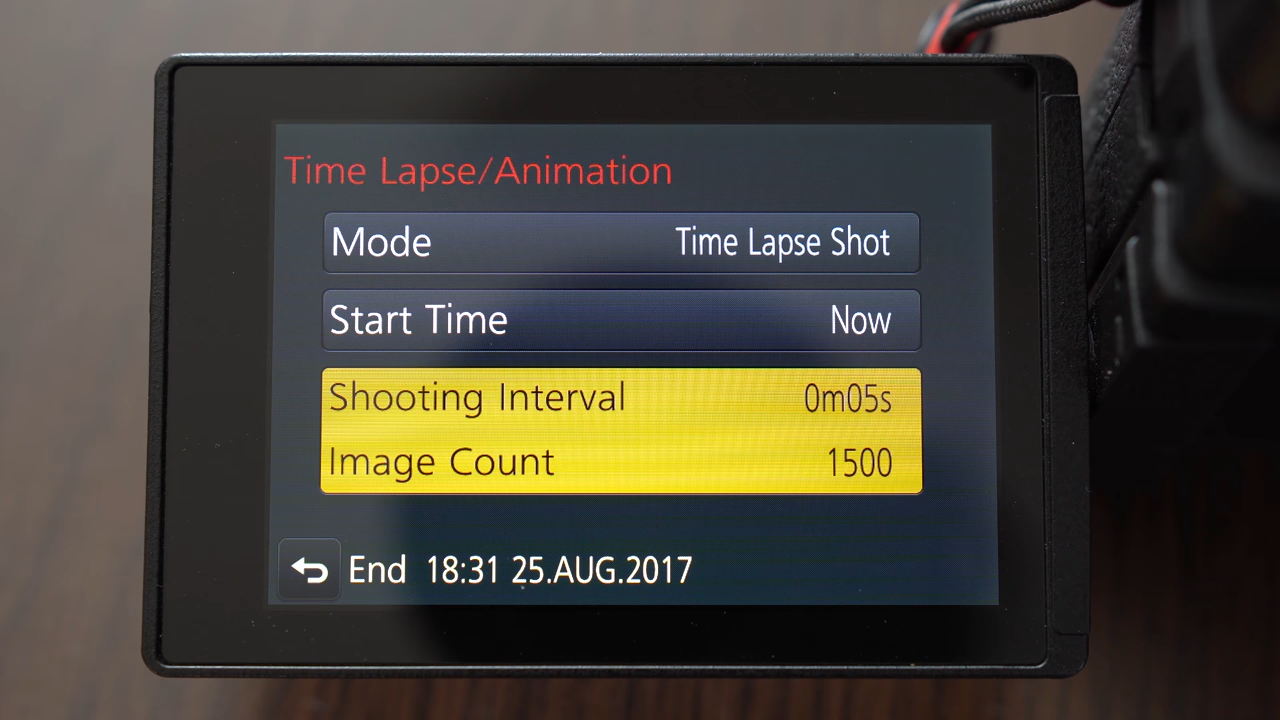 Time Lapse/Animation
Mode Time Lapse Shot
Start Time Now
Shooting Interval 0m05s
Image Count 1500
End 18:31 25.AUG.2017